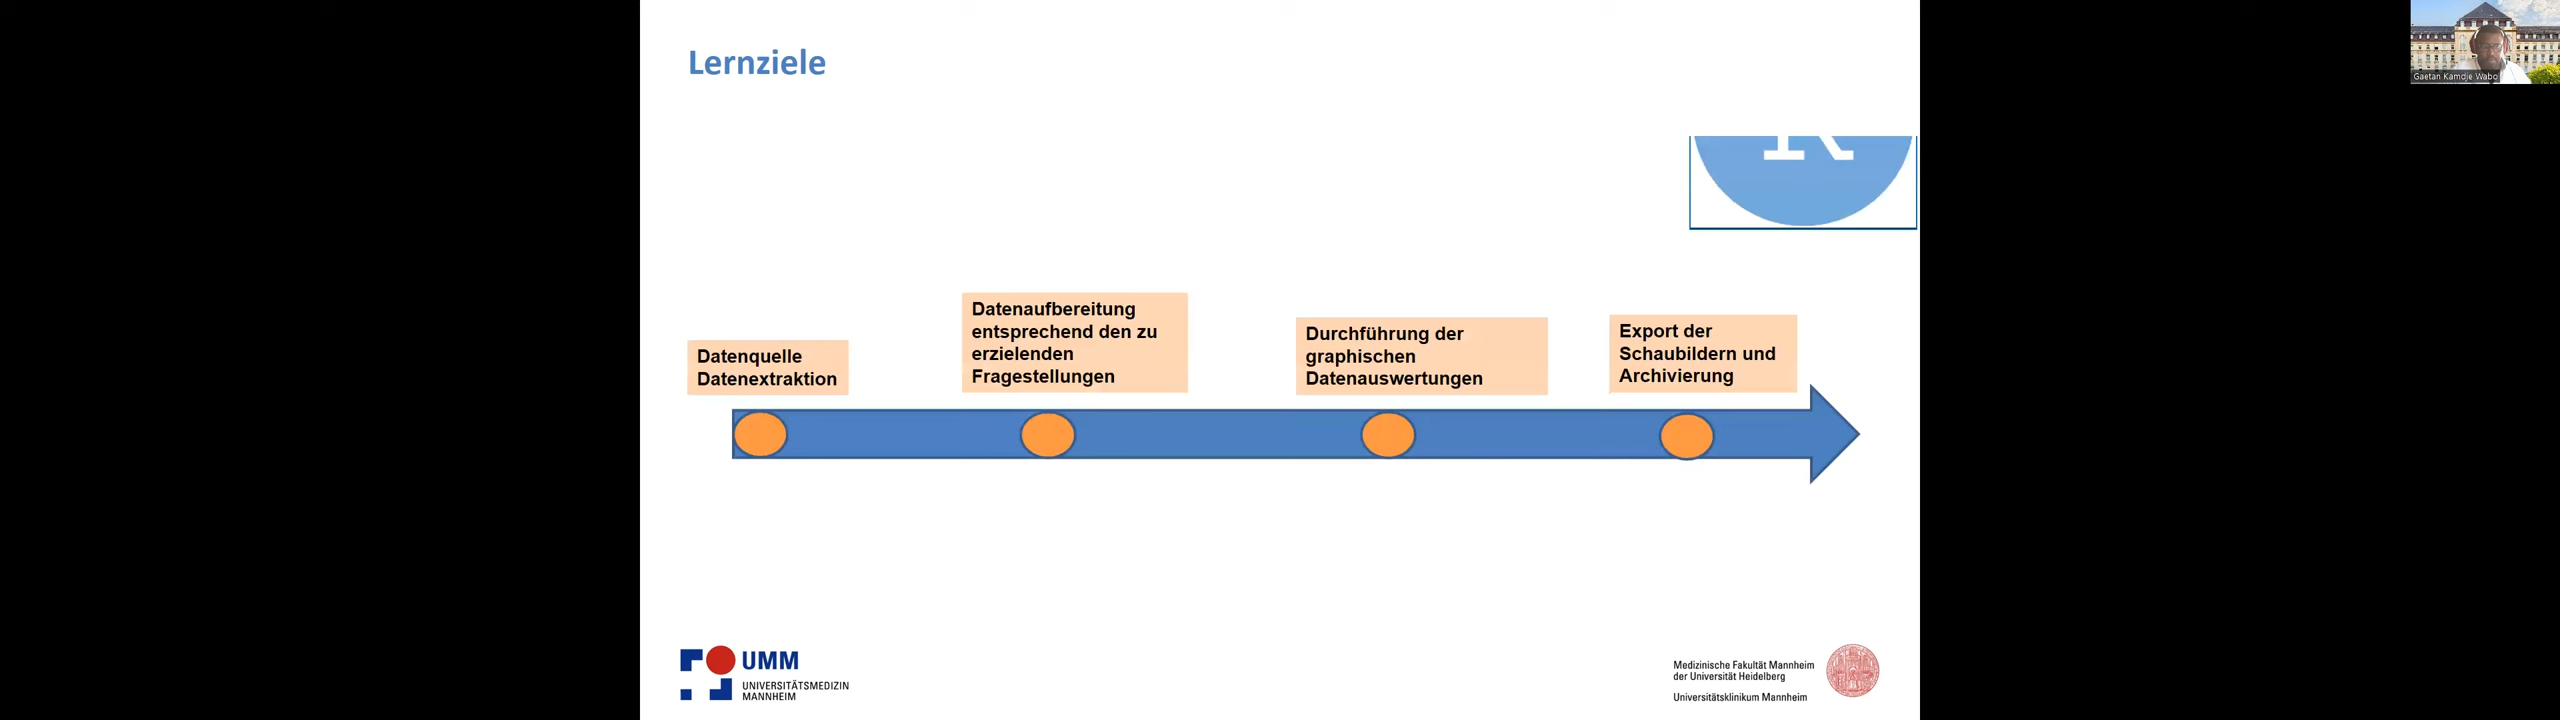 Lernziele
Gaetan Kamdje Wabo
Datenquelle
Datenextraktion
Datenaufbereitung
entsprechend den zu
erzielenden
Fragestellungen
Durchführung der
graphischen
Datenauswertungen
Export der
Schaubildern und
Archivierung
UMM
UNIVERSITÄTSMEDIZIN
MANNHEIM
Medizinische Fakultät Mannheim
der Universität Heidelberg
Universitätsklinikum Mannheim